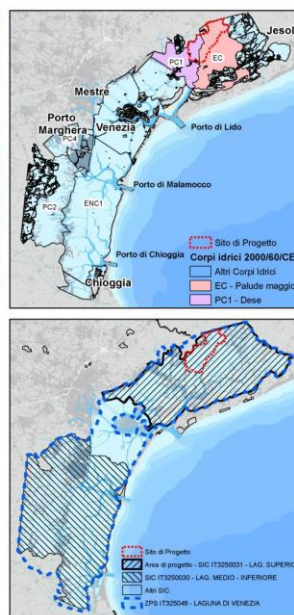 Jesol
PC1
EC
Mestre
Venezia
Porto di Lido
Porto
Marghera
PC4
Porto di Malamocco
PC2
ENC1
Porto di Chioggia
Chioggia
Sito di Progetto
Corpi idrici 2000/60/CE
Altri Corpi Idrici
EC - Palude maggio
PC1 - Dese
Sito di Progetto
Area di progetto - SIC IT3250031 - LAG. SUPERIO
SIC IT3250030 - LAG. MEDIO - INFERIORE
Altri SIC
ZPS IT325046 - LAGUNA DI VENEZIA